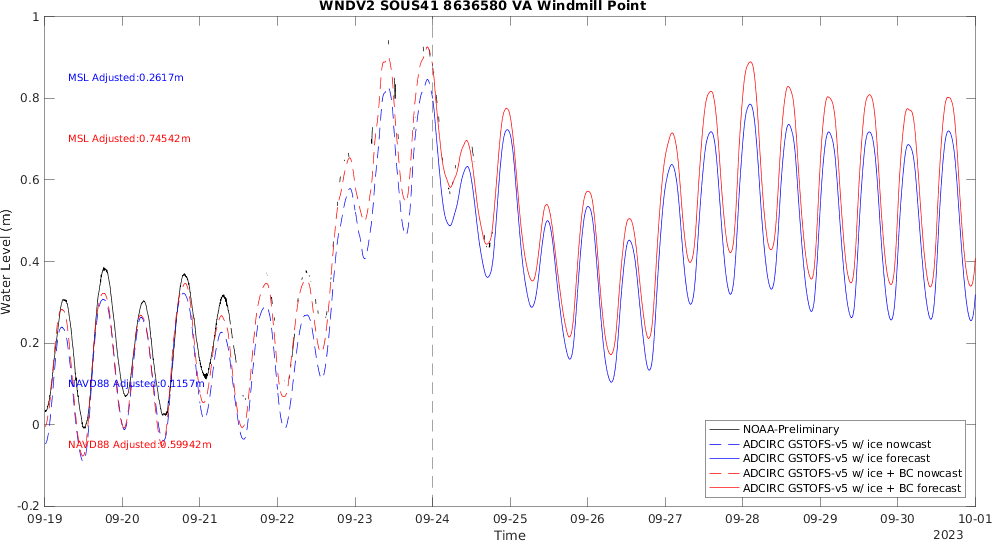 WNDV2 SOUS41 8636580 VA Windmill Point
1
0.8
0.6
0.4
0.2
0
-0.2
Water Level (m)
MSL Adjusted:0.2617m
MSL Adjusted:0.74542m
NAVD88 Adjusted:0.1157m
NAVD88 Adjusted:0.59942m
NOAA-Preliminary
ADCIRC GSTOFS-v5 w/ ice nowcast
ADCIRC GSTOFS-v5 w/ ice forecast
ADCIRC GSTOFS-v5 w/ ice + BC nowcast
ADCIRC GSTOFS-v5 w/ ice + BC forecast
09-19 09-20 09-21 09-22 09-23 09-24 09-25 09-26 09-27 09-28 09-29 09-30 10-01
Time
2023